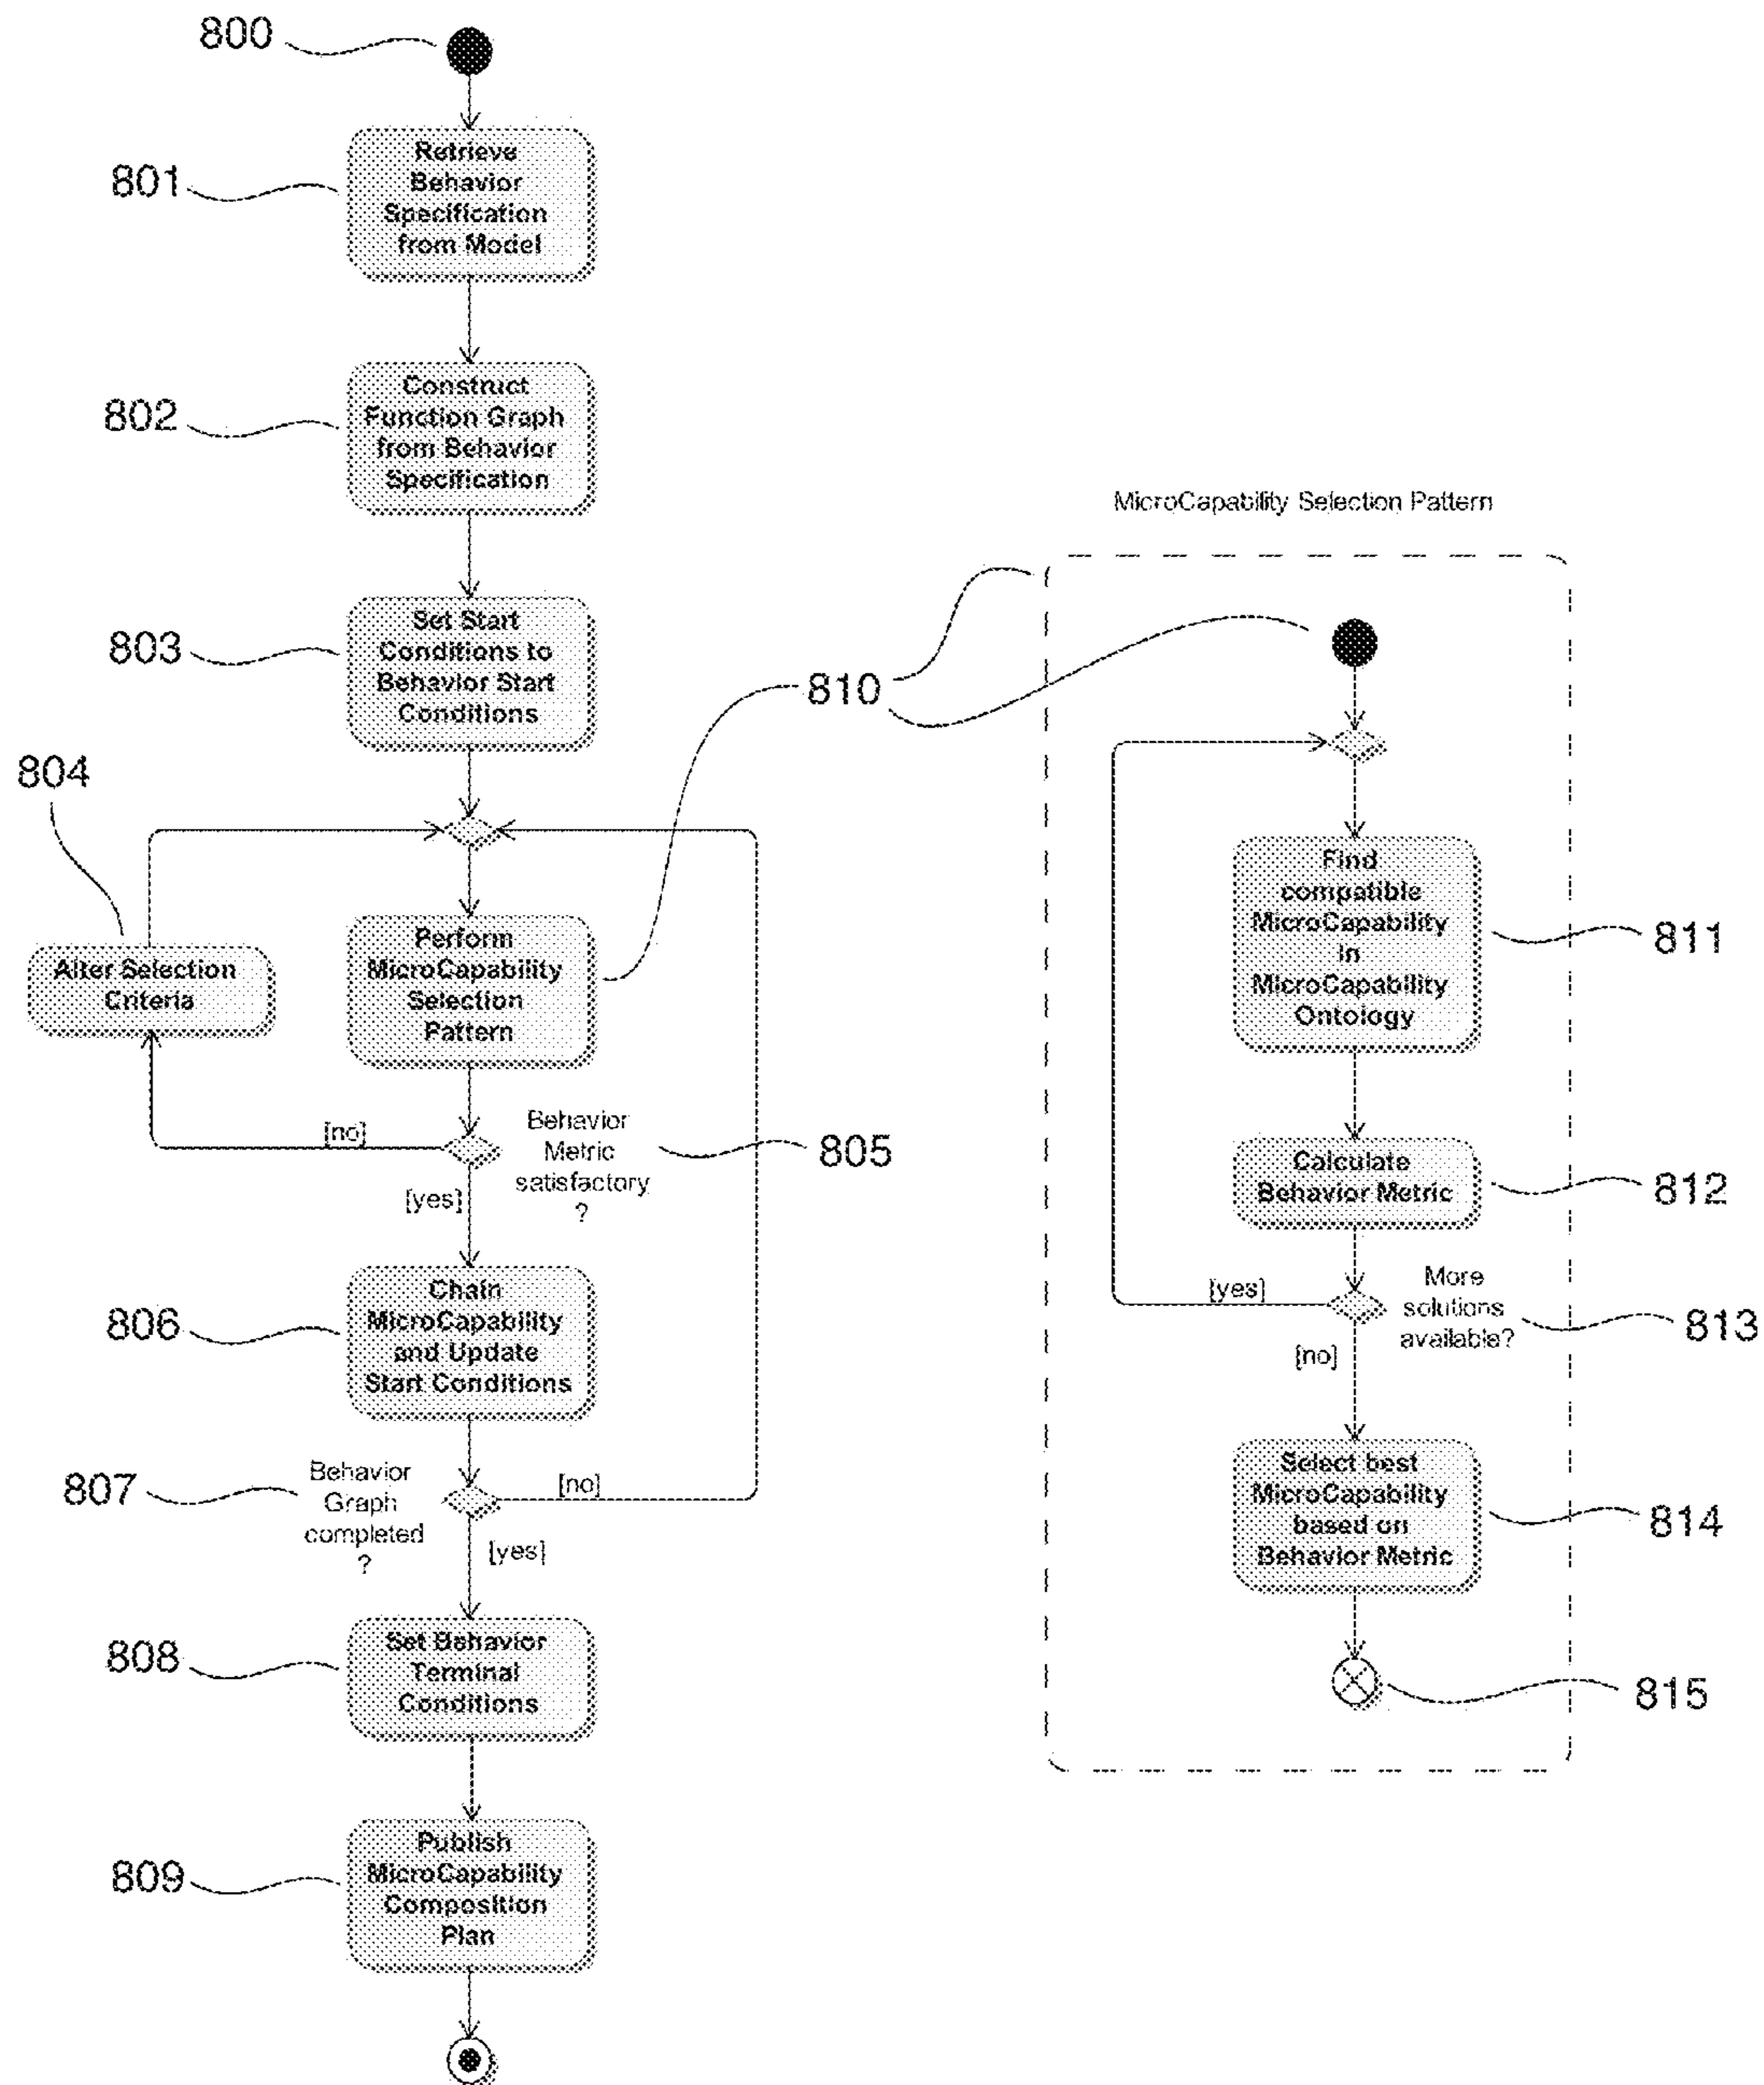 800
801
Retrieve
Behavior
Specification
from Model
802
Construct
Function Graph
from Behavior
Specification
803
Set Start
Conditions to
Behavior Start
Conditions
804
Alter Selection
Criteria
Perform
MicroCapability
Selection
Pattern
810
[no]
[yes]
Behavior
Metric
satisfactory
?
805
806
Chain
MicroCapability
and Update
Start Conditions
807
Behavior
Graph
completed
?
[no]
[yes]
808
Set Behavior
Terminal
Conditions
809
Publish
MicroCapability
Composition
Plan
MicroCapability Selection Pattern
Find
compatible
MicroCapability
in
MicroCapability
Ontology
811
Calculate
Behavior Metric
812
[yes]
More
solutions
available?
813
[no]
Select best
MicroCapability
based on
Behavior Metric
814
815